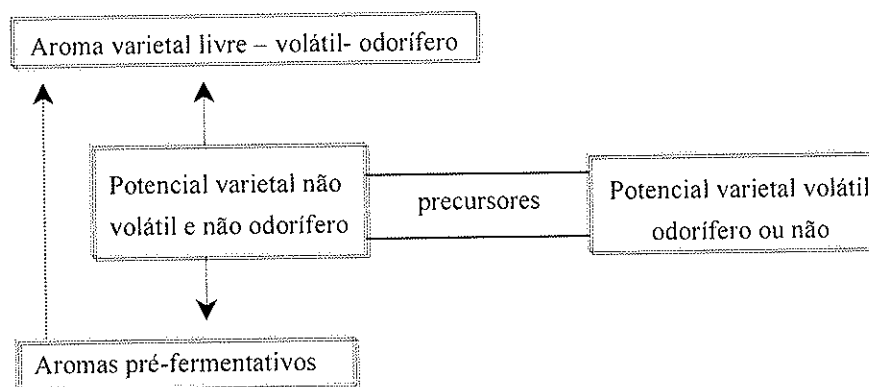 Aroma varietal livre – volátil- odorífero
Potencial varietal não
volátil e não odorífero
precursores
Potencial varietal volátil
odorífero ou não
Aromas pré-fermentativos